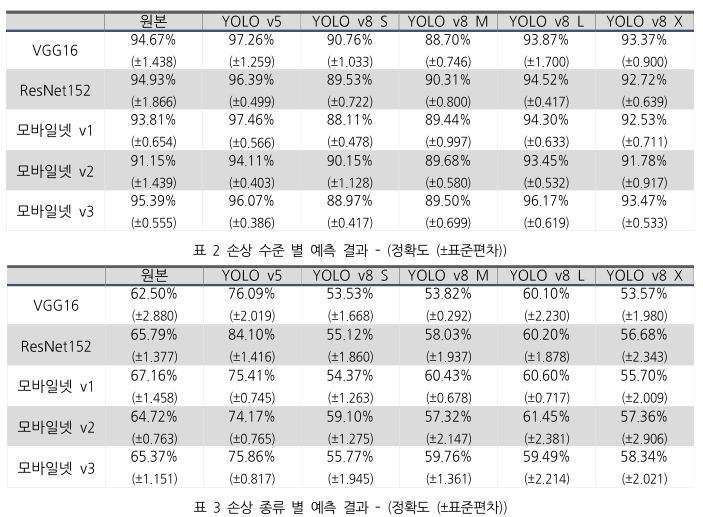 원본 YOLO v5 YOLO v8 S YOLO v8 M YOLO v8 L YOLO v8 X
VGG16 94.67% 97.26% 90.76% 88.70% 93.87% 93.37%
(±1.438) (±1.259) (±1.033) (±0.746) (±1.700) (±0.900)
ResNet152 94.93% 96.39% 89.53% 90.31% 94.52% 92.72%
(±1.866) (±0.499) (±0.722) (±0.800) (±0.417) (±0.639)
모바일넷 v1 93.81% 97.46% 88.11% 89.44% 94.30% 92.53%
(±0.654) (±0.566) (±0.478) (±0.997) (±0.633) (±0.711)
모바일넷 v2 91.15% 94.11% 90.15% 89.68% 93.45% 91.78%
(±1.439) (±0.403) (±1.128) (±0.580) (±0.532) (±0.917)
모바일넷 v3 95.39% 96.07% 88.97% 89.50% 96.17% 93.47%
(±0.555) (±0.386) (±0.417) (±0.699) (±0.619) (±0.533)
표 2 손상 수준 별 예측 결과 - (정확도 (±표준편차))
원본 YOLO v5 YOLO v8 S YOLO v8 M YOLO v8 L YOLO v8 X
VGG16 62.50% 76.09% 53.53% 53.82% 60.10% 53.57%
(±2.880) (±2.019) (±1.668) (±0.292) (±2.230) (±1.980)
ResNet152 65.79% 84.10% 55.12% 58.03% 60.20% 56.68%
(±1.377) (±1.416) (±1.860) (±1.937) (±1.878) (±2.343)
모바일넷 v1 67.16% 75.41% 54.37% 60.43% 60.60% 55.70%
(±1.458) (±0.745) (±1.263) (±0.678) (±0.717) (±2.009)
모바일넷 v2 64.72% 74.17% 59.10% 57.32% 61.45% 57.36%
(±0.763) (±0.765) (±1.275) (±2.147) (±2.381) (±2.906)
모바일넷 v3 65.37% 75.86% 55.77% 59.76% 59.49% 58.34%
(±1.151) (±0.817) (±1.945) (±1.361) (±2.214) (±2.021)
표 3 손상 종류 별 예측 결과 - (정확도 (±표준편차))